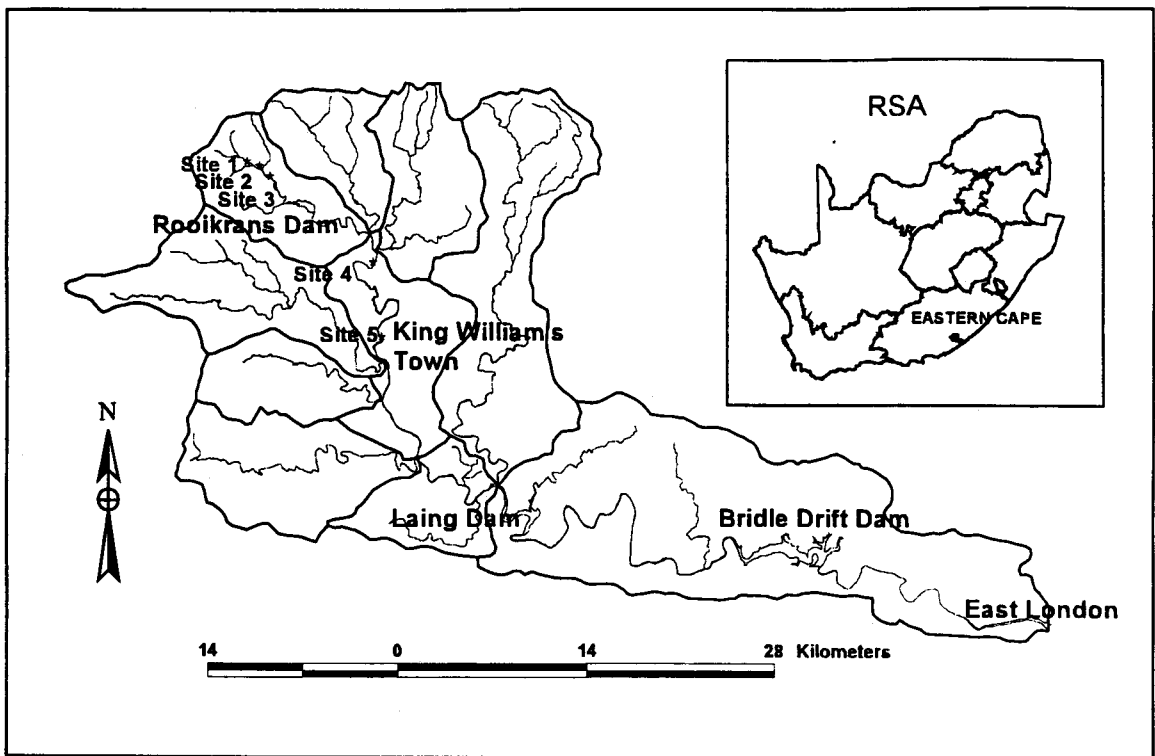 RSA
EASTERN CAPE
Site 1
Site 2
Site 3
Rooikrans Dam
Site 4
Site 5
King William's
Town
N
Laing Dam
Bridle Drift Dam
East London
14 0 14 28 Kilometers